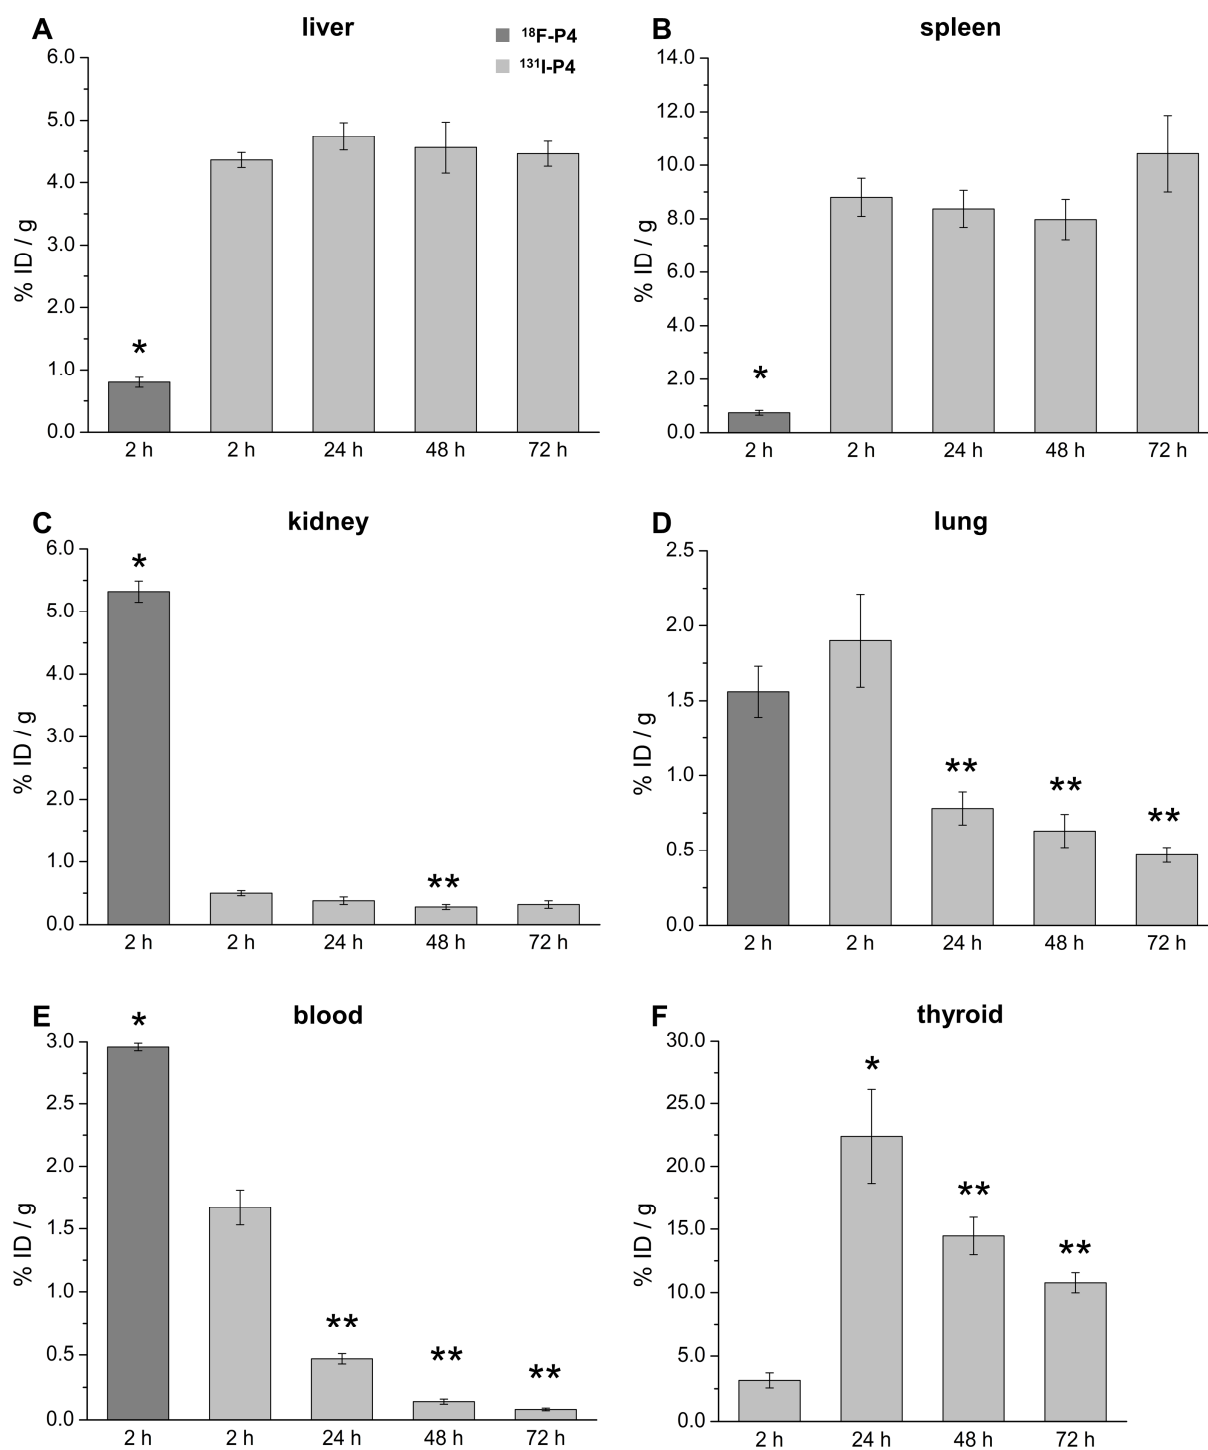 A liver
¹⁸F-P4
¹³¹I-P4
6.0
5.0
4.0
3.0
2.0
1.0
0.0
% ID / g
*
2 h 2 h 24 h 48 h 72 h
B spleen
14.0
12.0
10.0
8.0
6.0
4.0
2.0
0.0
% ID / g
*
2 h 2 h 24 h 48 h 72 h
C kidney
6.0
5.0
4.0
3.0
2.0
1.0
0.0
% ID / g
*
**
2 h 2 h 24 h 48 h 72 h
D lung
2.5
2.0
1.5
1.0
0.5
0.0
% ID / g
** ** **
2 h 2 h 24 h 48 h 72 h
E blood
3.0
2.5
2.0
1.5
1.0
0.5
0.0
% ID / g
*
** ** **
2 h 2 h 24 h 48 h 72 h
F thyroid
30.0
25.0
20.0
15.0
10.0
5.0
0.0
% ID / g
* ** **
2 h 24 h 48 h 72 h